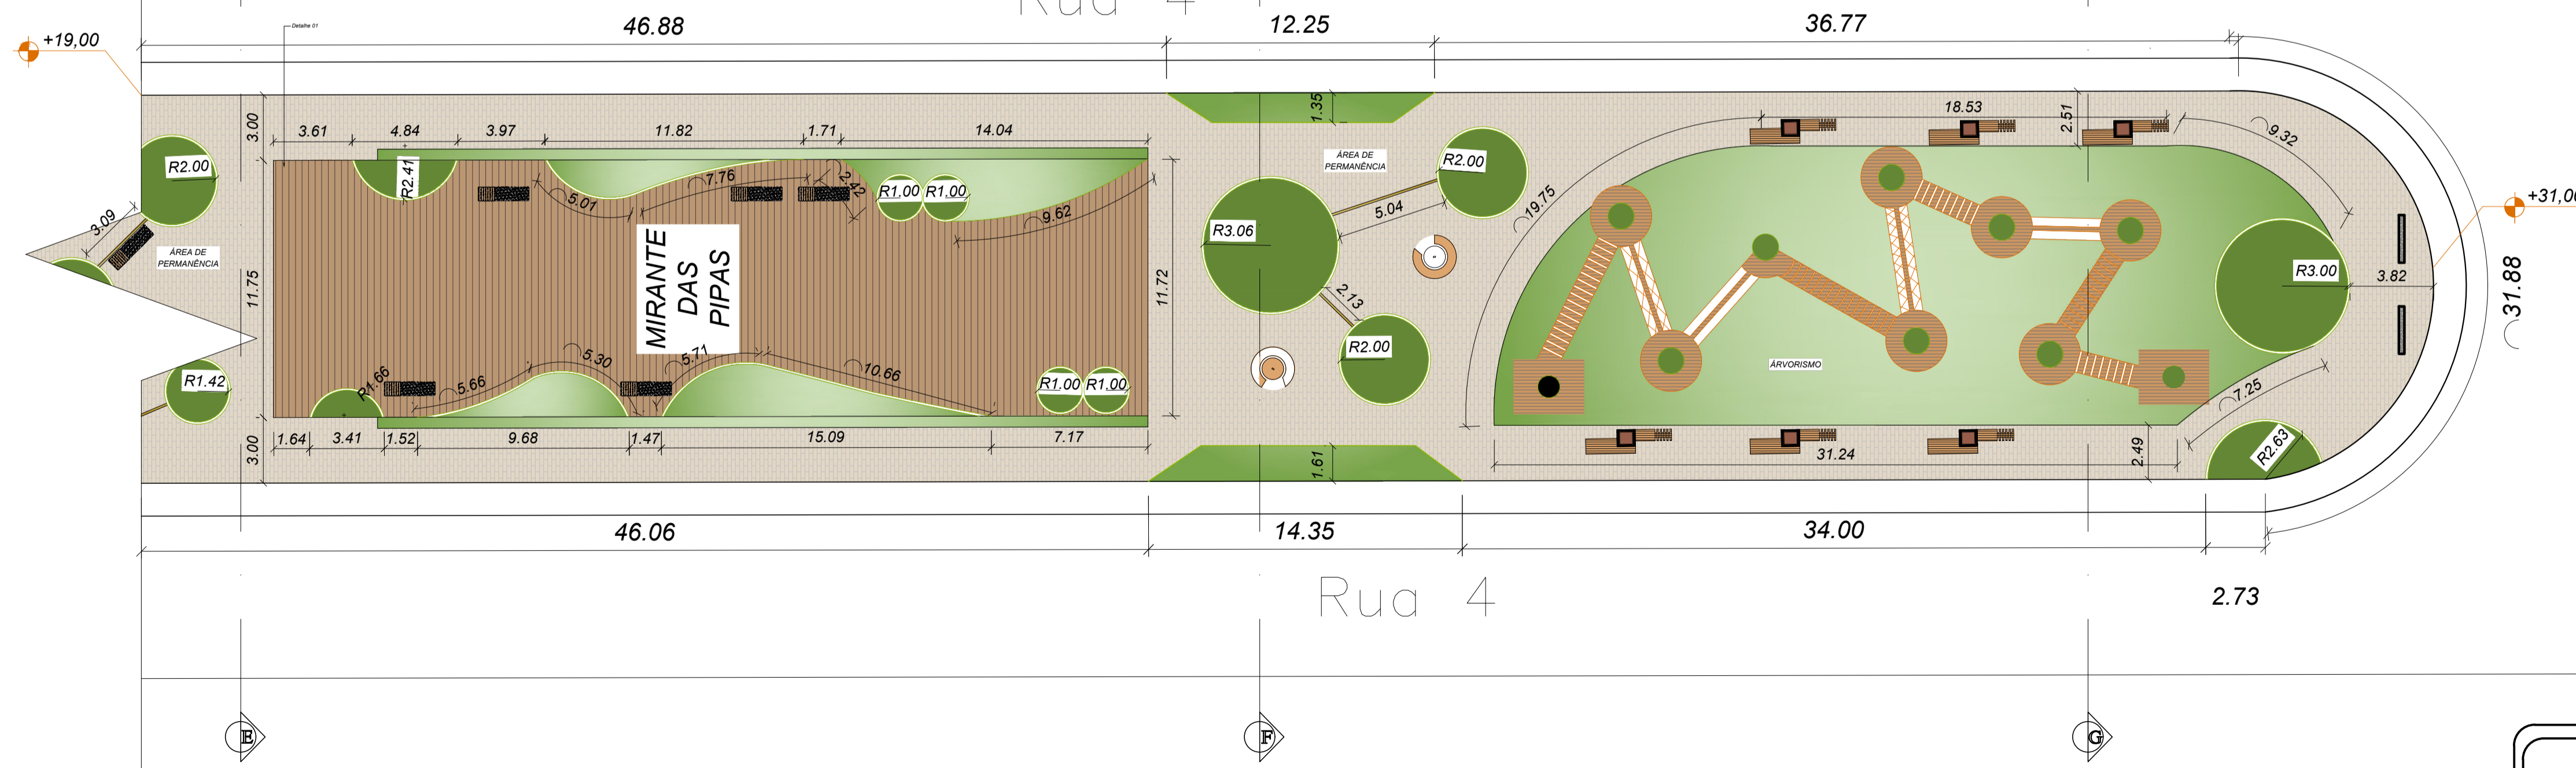 Rua 4
46.88
12.25
36.77
Detalhe 01
+19,00
3.00
3.61
4.84
3.97
11.82
1.71
14.04
1.35
18.53
2.51
9.32
R2.00
R2.41
5.01
7.76
2.42
R1.00
R1.00
9.62
ÁREA DE
PERMANÊNCIA
R2.00
5.04
R3.06
19.75
+31,00
3.09
ÁREA DE
PERMANÊNCIA
11.75
MIRANTE
DAS
PIPAS
11.72
2.13
R2.00
R3.00
3.82
31.88
ÁRVORISMO
R1.42
R1.66
5.66
5.30
5.71
10.66
R1.00
R1.00
7.25
R2.63
3.00
1.64
3.41
1.52
9.68
1.47
15.09
7.17
1.61
31.24
2.49
46.06
14.35
34.00
2.73
Rua 4
E
F
G